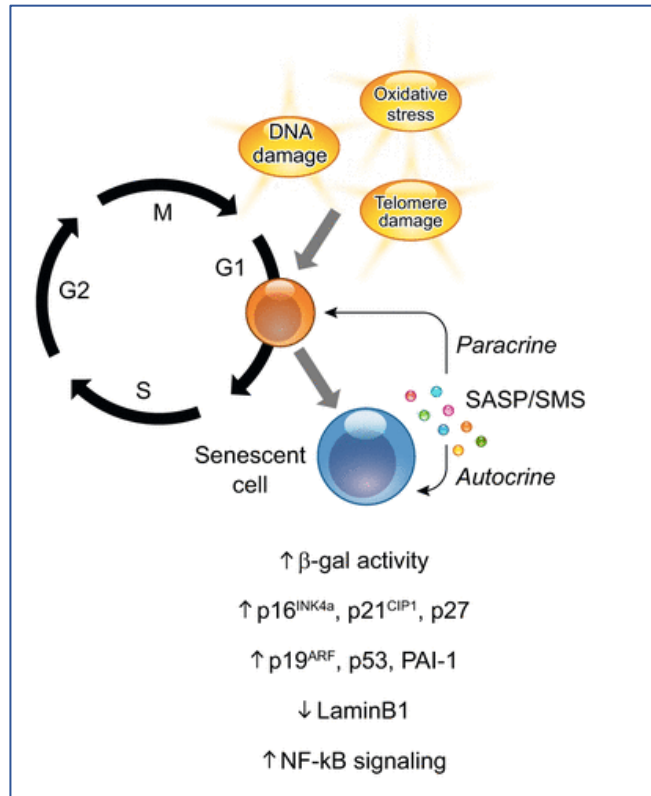 Oxidative
stress
DNA
damage
Telomere
damage
M
G1
G2
S
Paracrine
SASP/SMS
Autocrine
Senescent
cell
↑ β-gal activity
↑ p16INK4a, p21CIP1, p27
↑ p19ARF, p53, PAI-1
↓ LaminB1
↑ NF-kB signaling